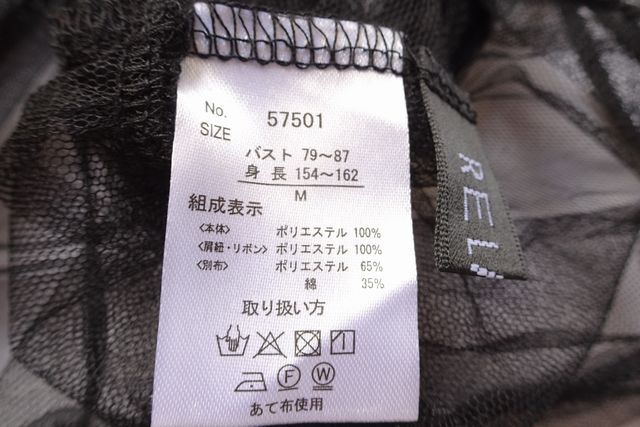 No. 57501
SIZE
バスト 79～87
身長 154～162
M
組成表示
〈本体〉 ポリエステル 100%
〈肩紐・リボン〉 ポリエステル 100%
〈別布〉 ポリエステル 65%
綿 35%
取り扱い方
F W
あて布使用
REL